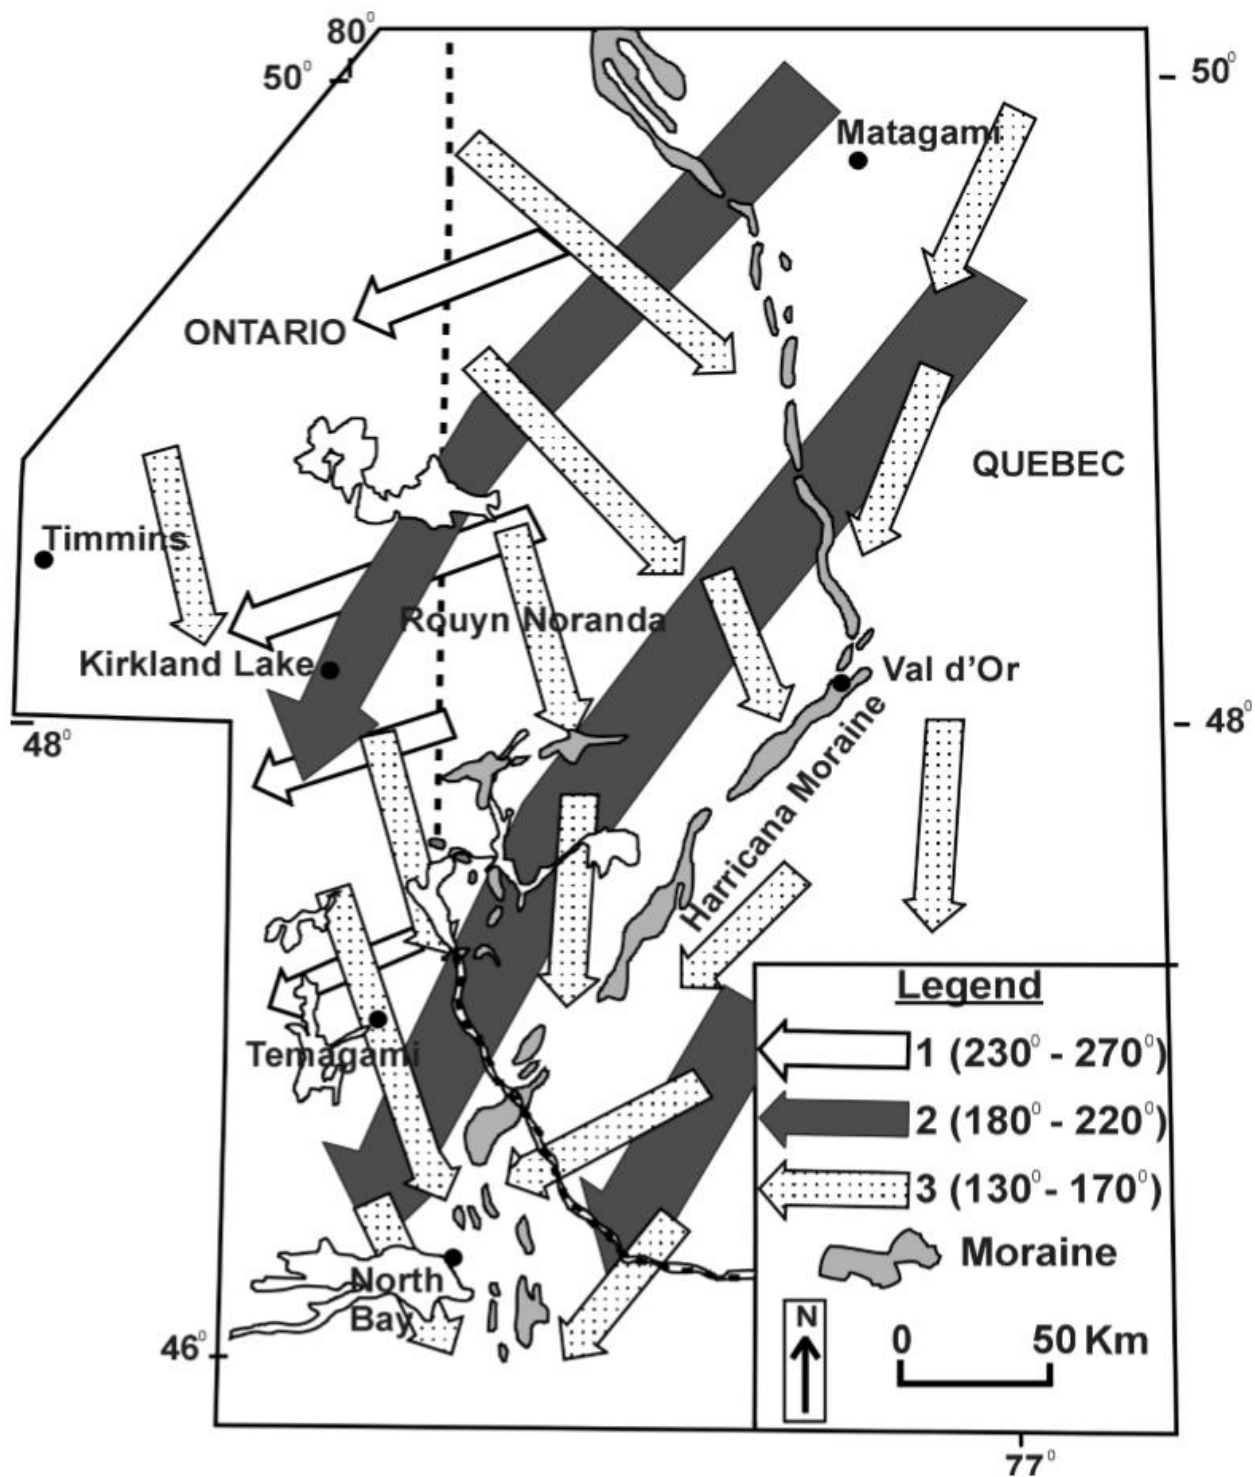 80°
50°
50°
Matagami
ONTARIO
QUEBEC
Timmins
Rouyn Noranda
Kirkland Lake
Val d'Or
48°
48°
Harricana Moraine
Legend
1 (230° - 270°)
Temagami
2 (180° - 220°)
3 (130° - 170°)
Moraine
North
Bay
N
46°
0 50 Km
77°